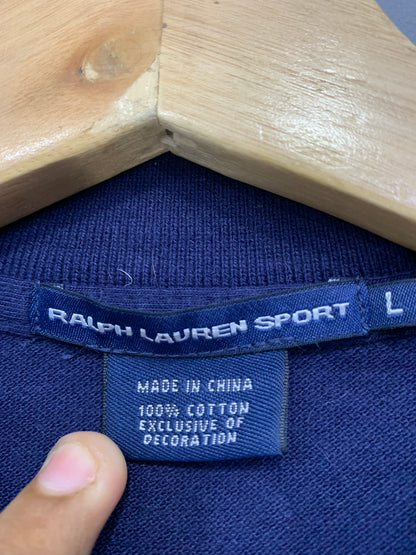 RALPH LAUREN SPORT
L
MADE IN CHINA
100% COTTON
EXCLUSIVE OF
DECORATION